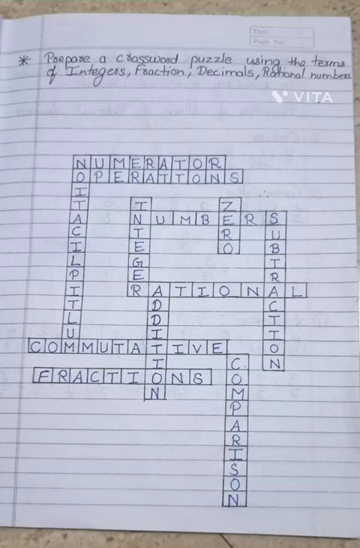 Date
Page No.
* Prepare a crossword puzzle using the terms
of Integers, Fraction, Decimals, Rational numbers
VITA
NUMERATOR
OPERATIONS
NUMBERS
RATIONAL
COMMUTATIVE
FRACTIONS
NOITACILPITLUM
INTEGER
ADDITION
ZERO
SUBTRACTION
COMPARISON